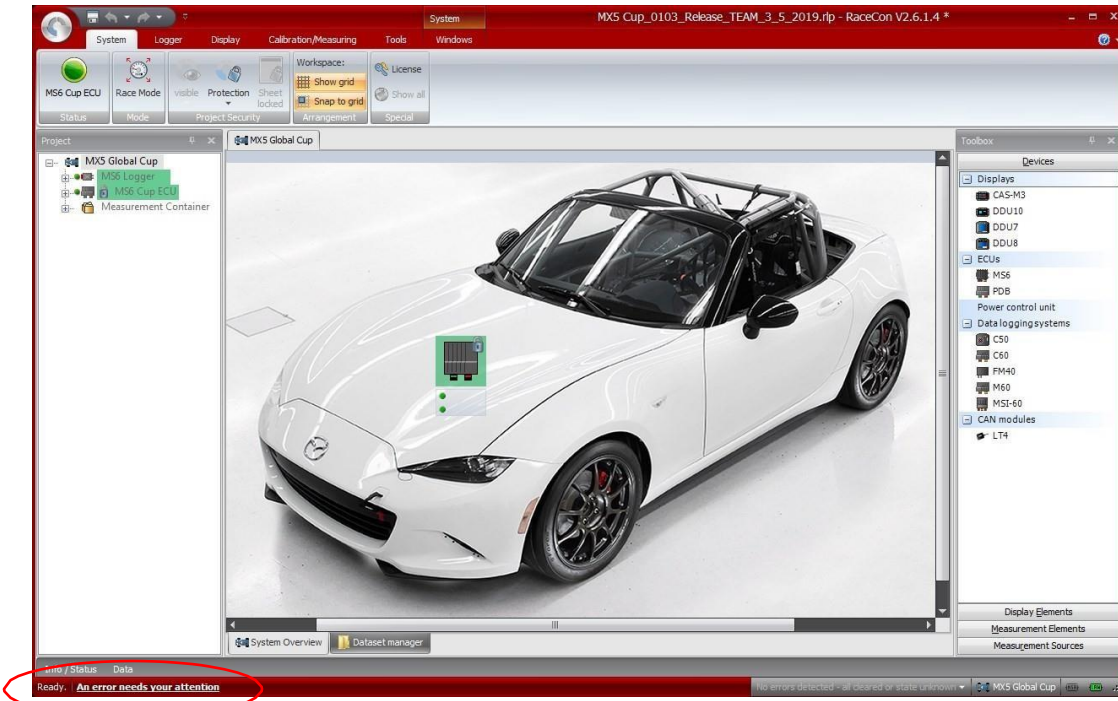 System
MX5 Cup_0103_Release_TEAM_3_5_2019.rlp - RaceCon V2.6.1.4 *
System Logger Display Calibration/Measuring Tools Windows
MS6 Cup ECU
Race Mode
visible
Protection
Sheet
locked
Workspace:
Show grid
Snap to grid
License
Show all
Status Mode Project Security Arrangement Special
Project
MX5 Global Cup
MS6 Logger
MS6 Cup ECU
Measurement Container
MX5 Global Cup
Toolbox
Devices
Displays
CAS-M3
DDU10
DDU7
DDU8
ECUs
MS6
PDB
Power control unit
Data logging systems
C50
C60
FM40
M60
MSI-60
CAN modules
LT4
Display Elements
Measurement Elements
Measurement Sources
System Overview Dataset manager
Info / Status Data
Ready. An error needs your attention
No errors detected - all cleared or state unknown
MX5 Global Cup